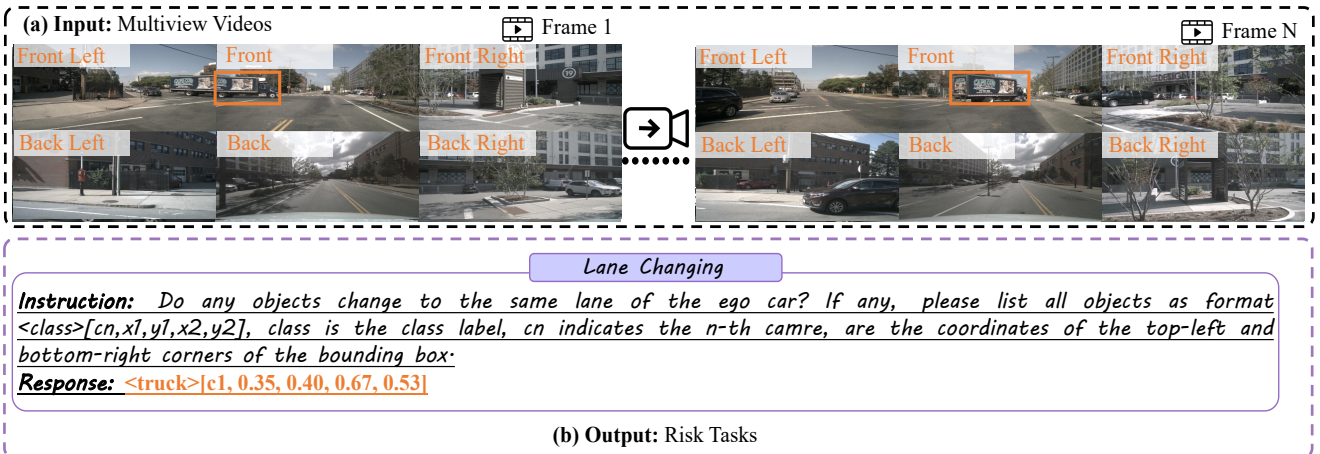 (a) Input: Multiview Videos
Frame 1
Frame N
Front Left
Front
Front Right
Front Left
Front
Front Right
19
Back Left
Back
Back Right
Back Left
Back
Back Right
Lane Changing
Instruction: Do any objects change to the same lane of the ego car? If any, please list all objects as format
<class>[cn,x1,y1,x2,y2], class is the class label, cn indicates the n-th camre, are the coordinates of the top-left and
bottom-right corners of the bounding box.
Response: <truck>[c1, 0.35, 0.40, 0.67, 0.53]
(b) Output: Risk Tasks